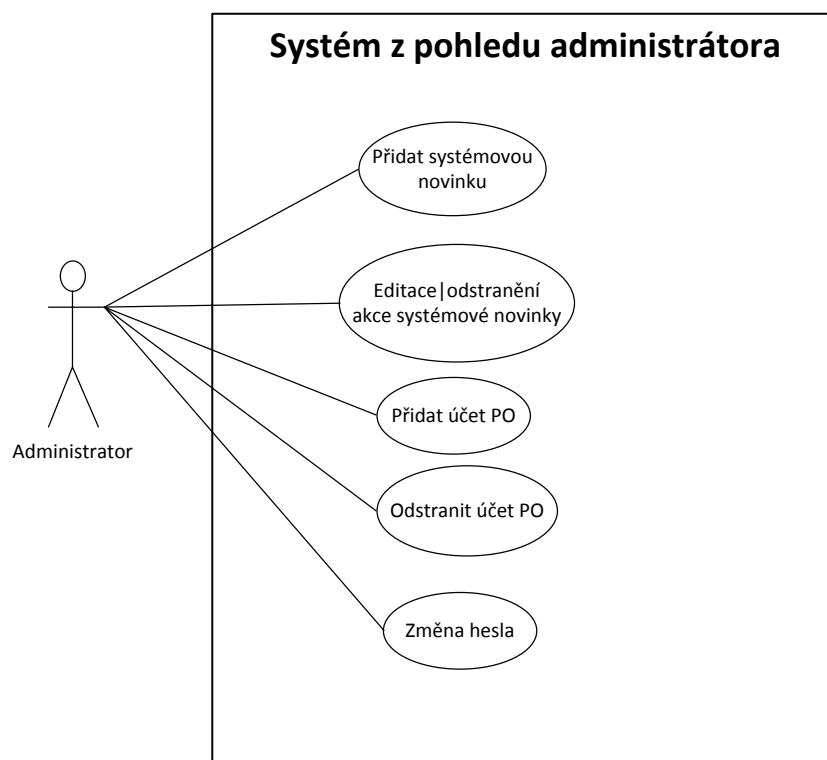 Systém z pohledu administrátora
Přidat systémovou
novinku
Editace|odstranění
akce systémové novinky
Přidat účet PO
Administrator
Odstranit účet PO
Změna hesla